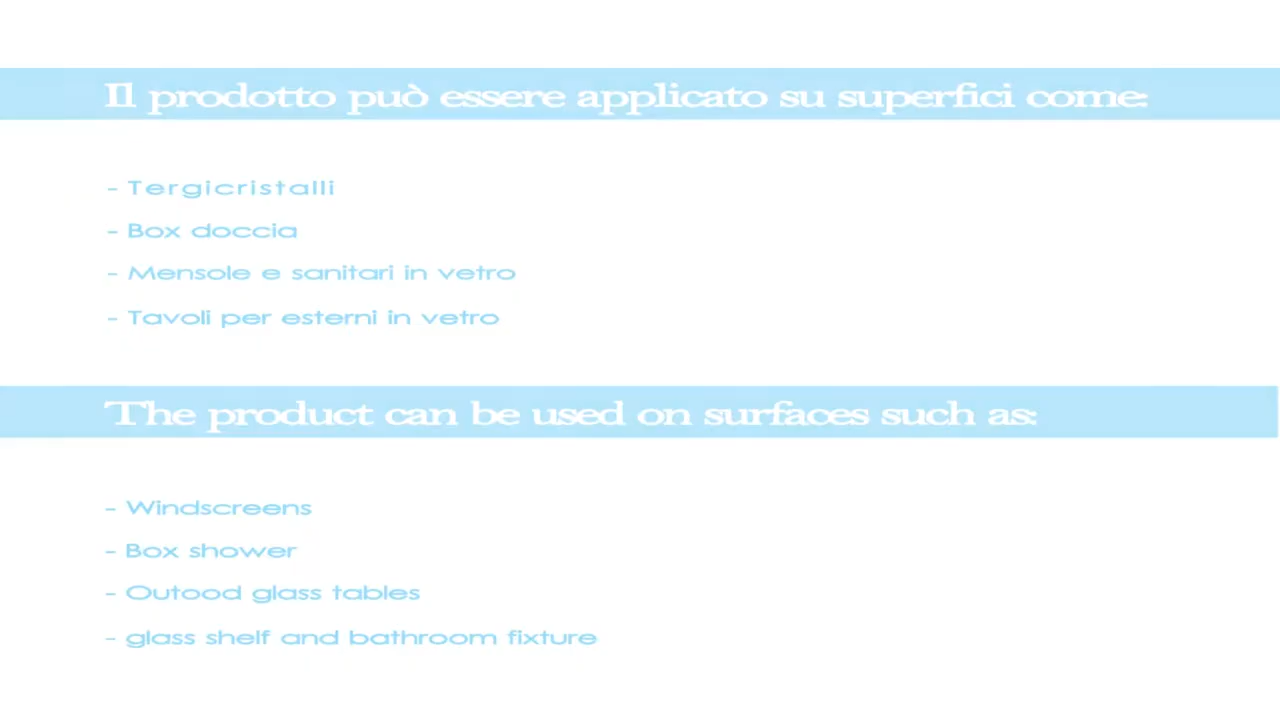 Il prodotto può essere applicato su superfici come:
- Tergicristalli
- Box doccia
- Mensole e sanitari in vetro
- Tavoli per esterni in vetro
The product can be used on surfaces such as:
- Windscreens
- Box shower
- Outood glass tables
- glass shelf and bathroom fixture